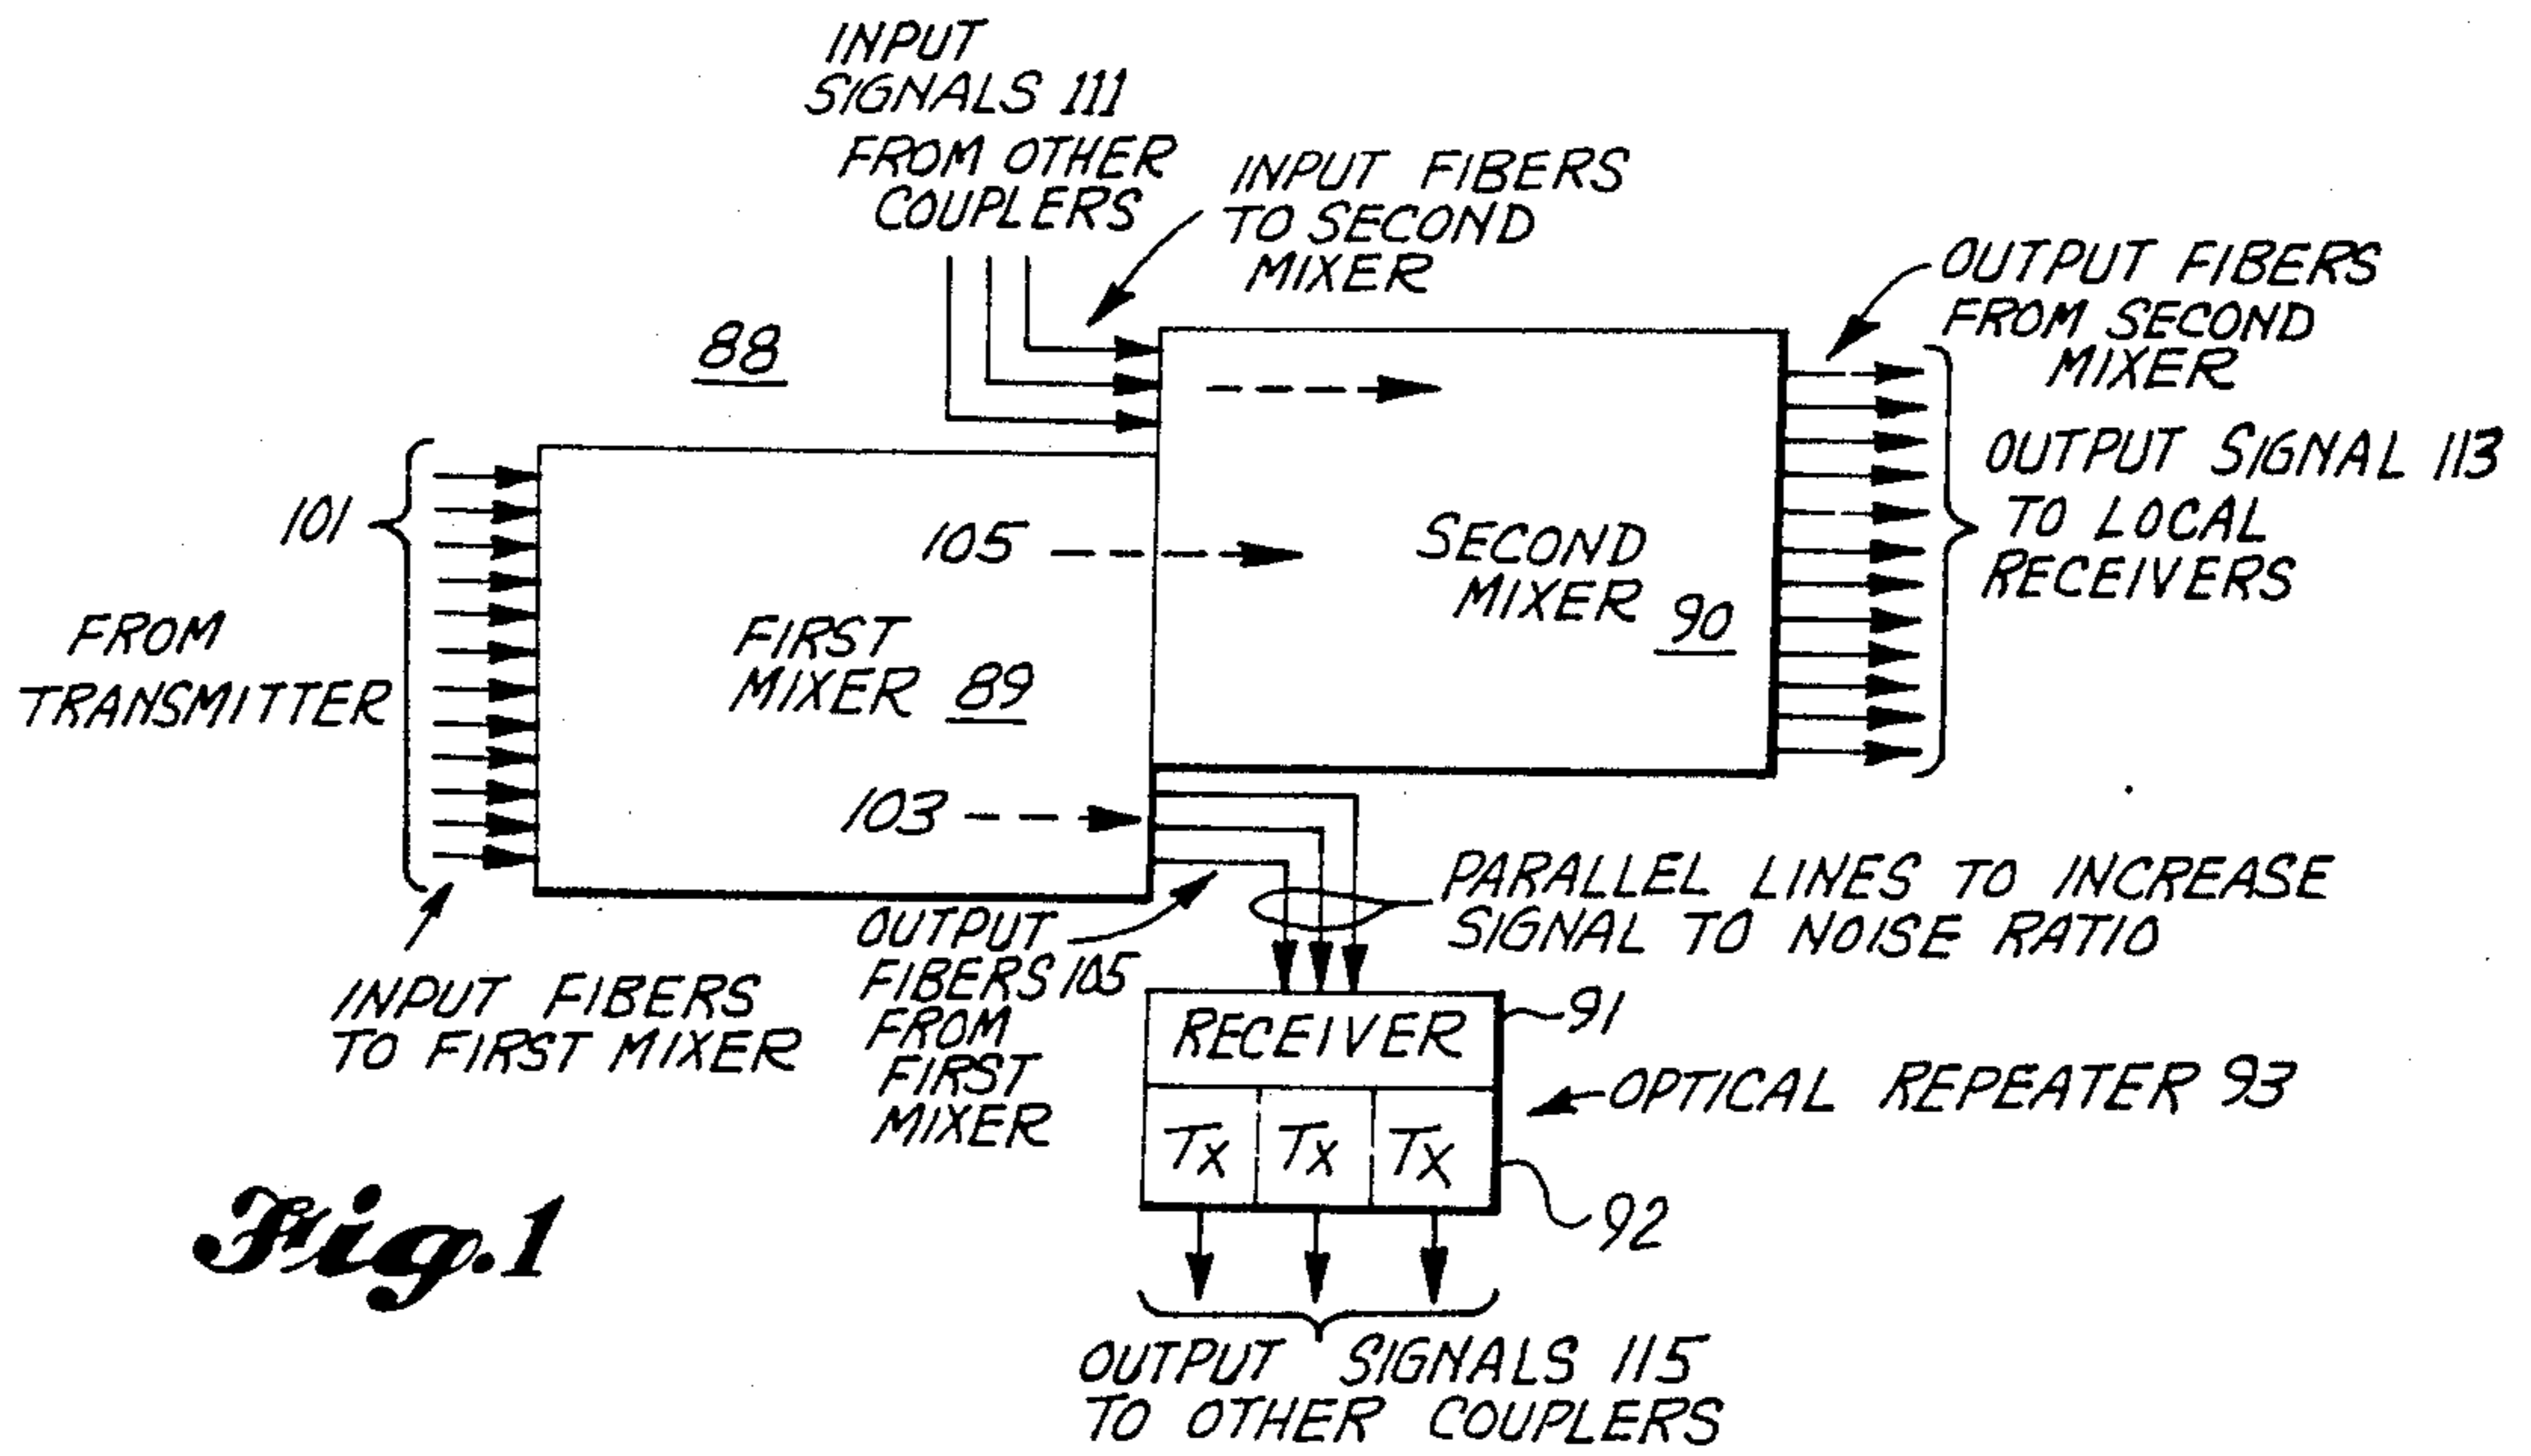 INPUT
SIGNALS 111
FROM OTHER
COUPLERS
INPUT FIBERS
TO SECOND
MIXER
OUTPUT FIBERS
FROM SECOND
MIXER
88
OUTPUT SIGNAL 113
TO LOCAL
RECEIVERS
101
FROM
TRANSMITTER
105
SECOND
MIXER 90
FIRST
MIXER 89
103
PARALLEL LINES TO INCREASE
SIGNAL TO NOISE RATIO
INPUT FIBERS
TO FIRST MIXER
OUTPUT
FIBERS 105
FROM
FIRST
MIXER
RECEIVER
91
OPTICAL REPEATER 93
Tx Tx Tx
92
Fig. 1
OUTPUT SIGNALS 115
TO OTHER COUPLERS